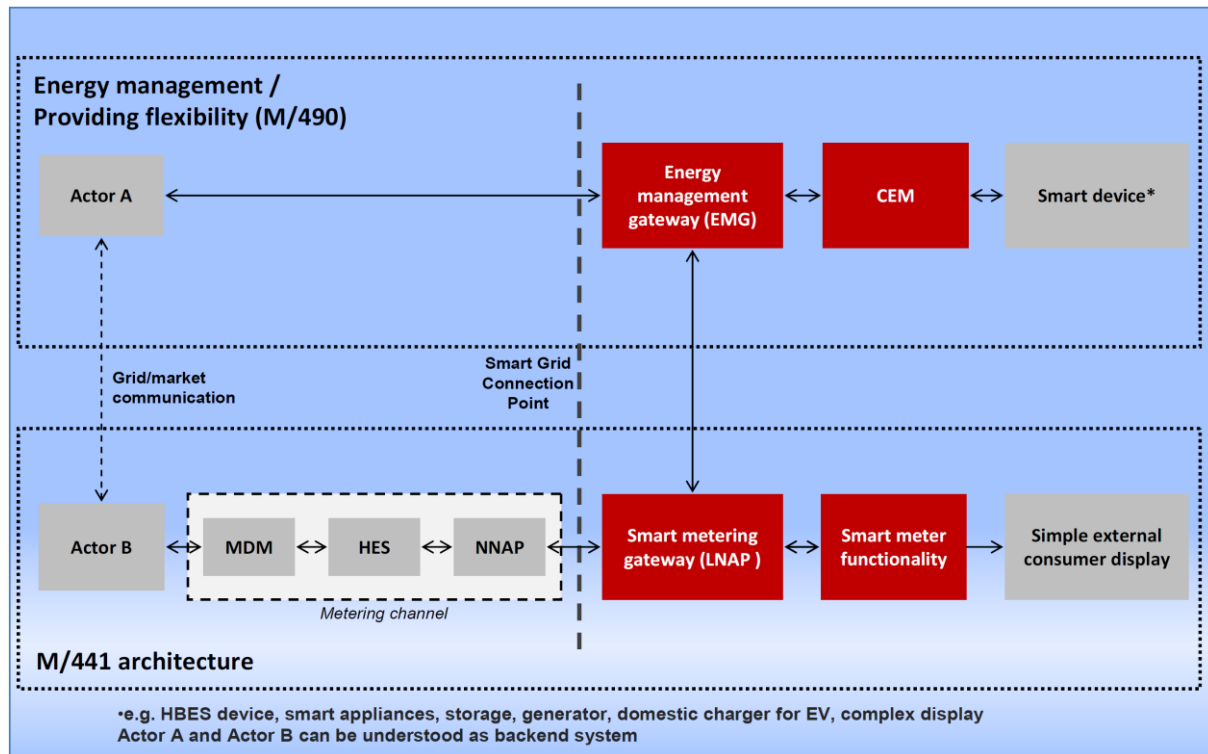 Energy management /
Providing flexibility (M/490)
Actor A
Energy
management
gateway (EMG)
CEM
Smart device*
Grid/market
communication
Smart Grid
Connection
Point
Actor B
MDM
HES
NNAP
Smart metering
gateway (LNAP )
Smart meter
functionality
Simple external
consumer display
Metering channel
M/441 architecture
•e.g. HBES device, smart appliances, storage, generator, domestic charger for EV, complex display
Actor A and Actor B can be understood as backend system